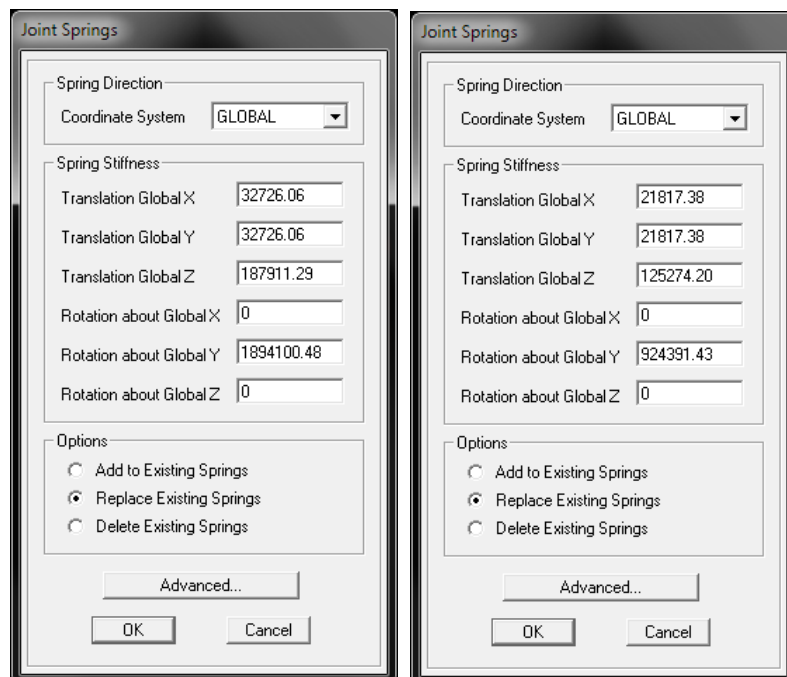 Joint Springs
Spring Direction
Coordinate System GLOBAL
Spring Stiffness
Translation Global X 32726.06
Translation Global Y 32726.06
Translation Global Z 187911.29
Rotation about Global X 0
Rotation about Global Y 1894100.48
Rotation about Global Z 0
Options
Add to Existing Springs
Replace Existing Springs
Delete Existing Springs
Advanced...
OK Cancel
Joint Springs
Spring Direction
Coordinate System GLOBAL
Spring Stiffness
Translation Global X 21817.38
Translation Global Y 21817.38
Translation Global Z 125274.20
Rotation about Global X 0
Rotation about Global Y 924391.43
Rotation about Global Z 0
Options
Add to Existing Springs
Replace Existing Springs
Delete Existing Springs
Advanced...
OK Cancel